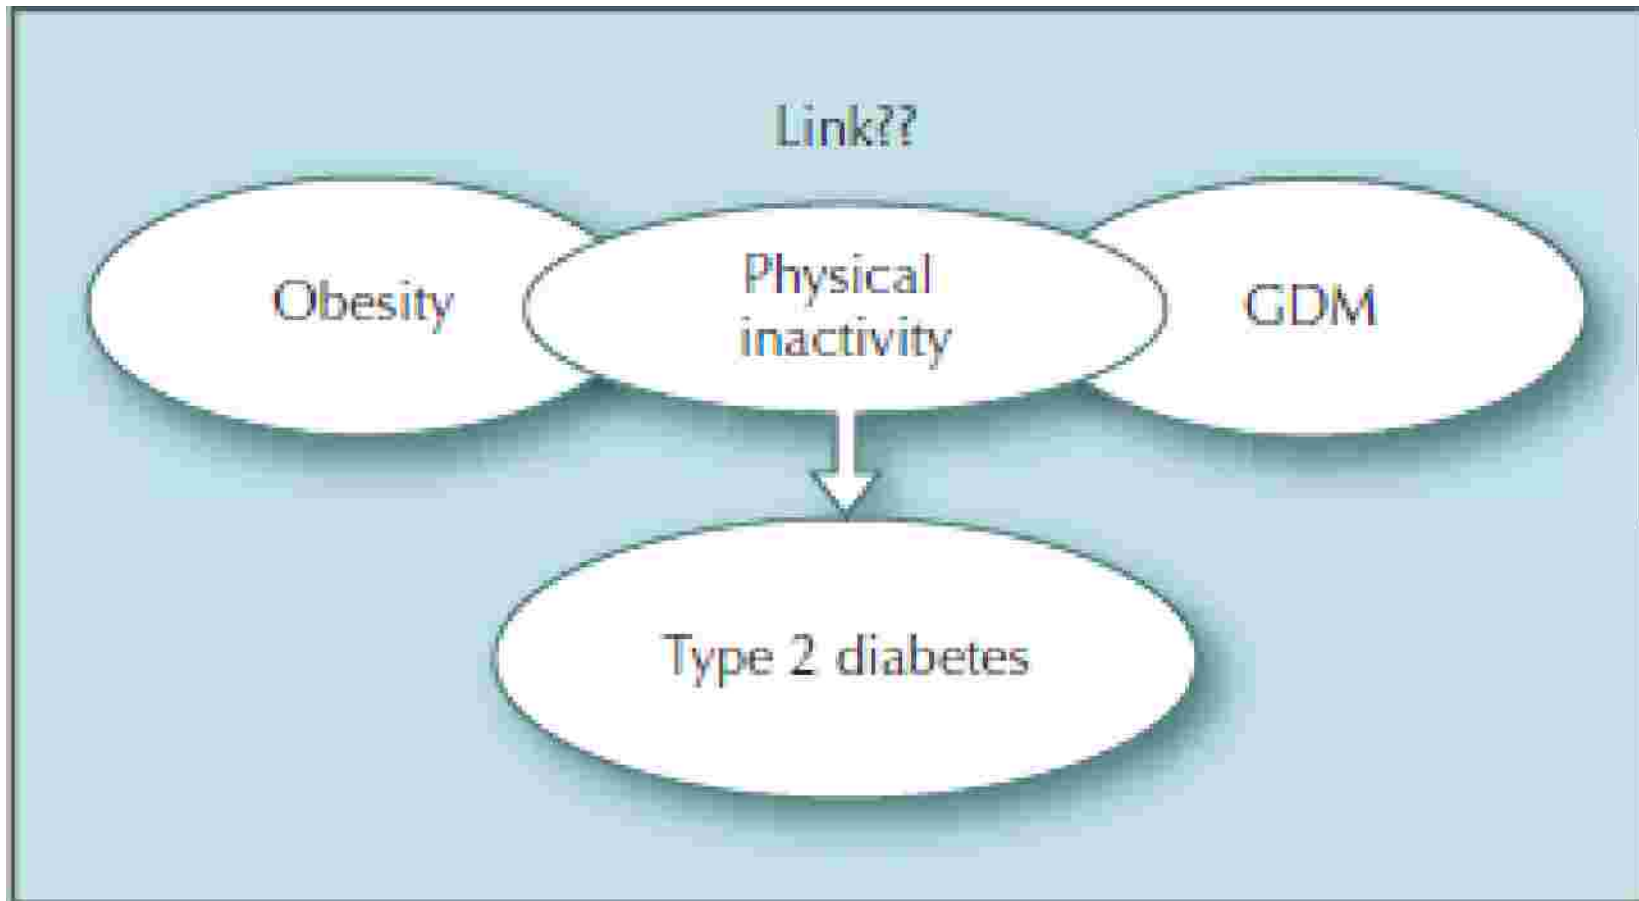 Link??
Obesity
Physical
inactivity
GDM
Type 2 diabetes